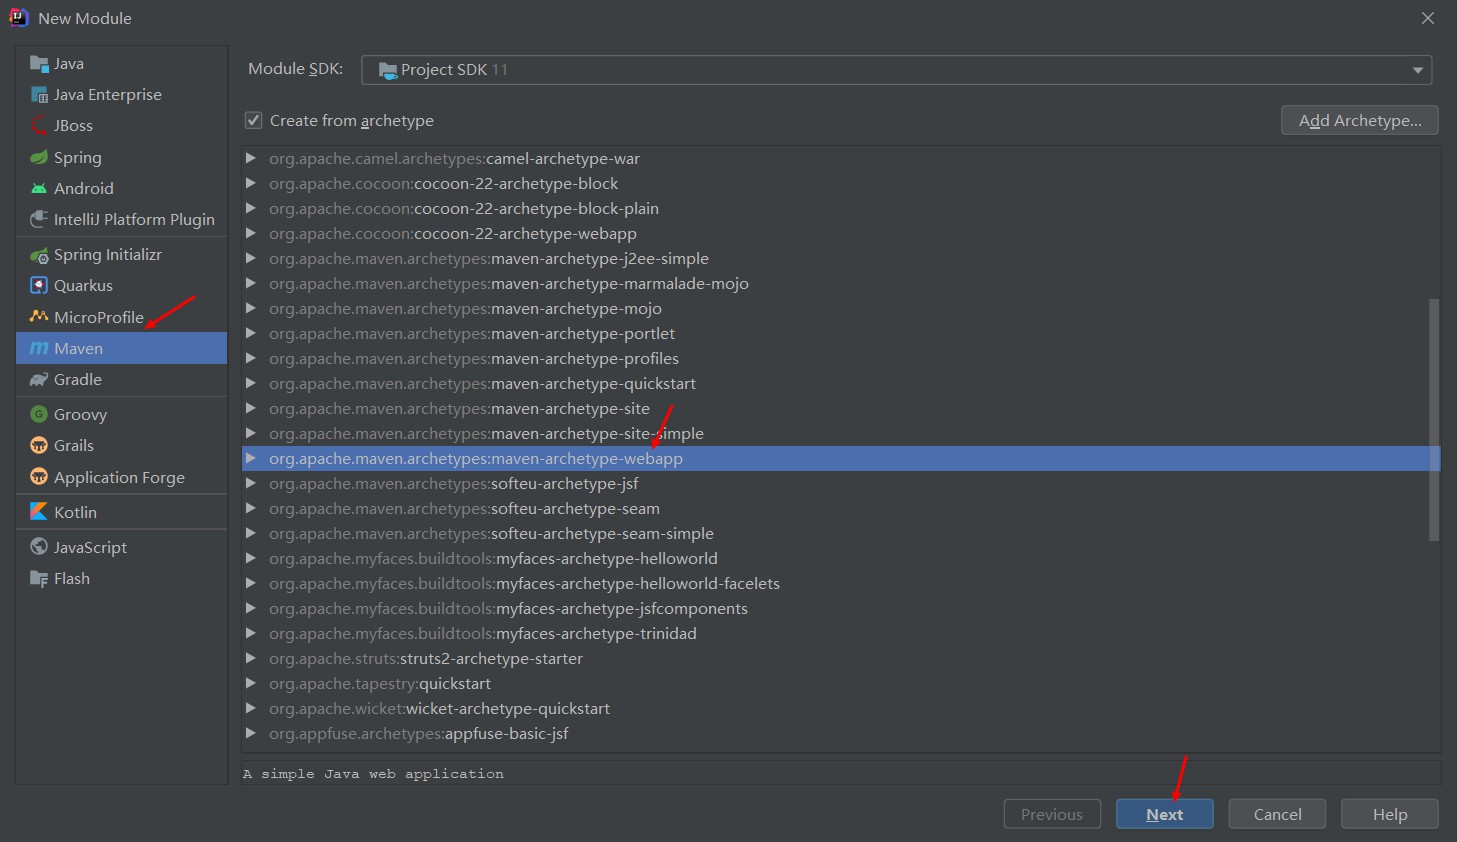 New Module
Java
Java Enterprise
JBoss
Spring
Android
IntelliJ Platform Plugin
Spring Initializr
Quarkus
MicroProfile
Maven
Gradle
Groovy
Grails
Application Forge
Kotlin
JavaScript
Flash
Module SDK: Project SDK 11
Create from archetype
Add Archetype...
org.apache.camel.archetypes:camel-archetype-war
org.apache.cocoon:cocoon-22-archetype-block
org.apache.cocoon:cocoon-22-archetype-block-plain
org.apache.cocoon:cocoon-22-archetype-webapp
org.apache.maven.archetypes:maven-archetype-j2ee-simple
org.apache.maven.archetypes:maven-archetype-marmalade-mojo
org.apache.maven.archetypes:maven-archetype-mojo
org.apache.maven.archetypes:maven-archetype-portlet
org.apache.maven.archetypes:maven-archetype-profiles
org.apache.maven.archetypes:maven-archetype-quickstart
org.apache.maven.archetypes:maven-archetype-site
org.apache.maven.archetypes:maven-archetype-site-simple
org.apache.maven.archetypes:maven-archetype-webapp
org.apache.maven.archetypes:softeu-archetype-jsf
org.apache.maven.archetypes:softeu-archetype-seam
org.apache.maven.archetypes:softeu-archetype-seam-simple
org.apache.myfaces.buildtools:myfaces-archetype-helloworld
org.apache.myfaces.buildtools:myfaces-archetype-helloworld-facelets
org.apache.myfaces.buildtools:myfaces-archetype-jsfcomponents
org.apache.myfaces.buildtools:myfaces-archetype-trinidad
org.apache.struts:struts2-archetype-starter
org.apache.tapestry:quickstart
org.apache.wicket:wicket-archetype-quickstart
org.appfuse.archetypes:appfuse-basic-jsf
A simple Java web application
Previous
Next
Cancel
Help